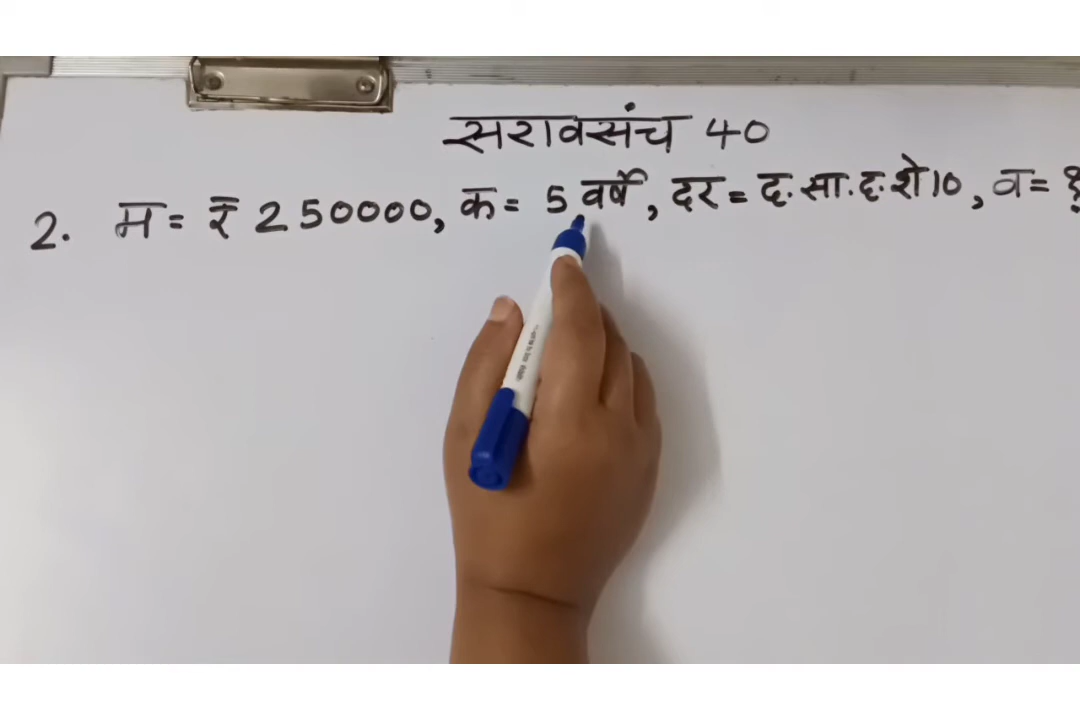 सरावसंच 40
2. म = ₹ 250000, क = 5 वर्षे, दर = द. सा. द. शे 10, व = ?